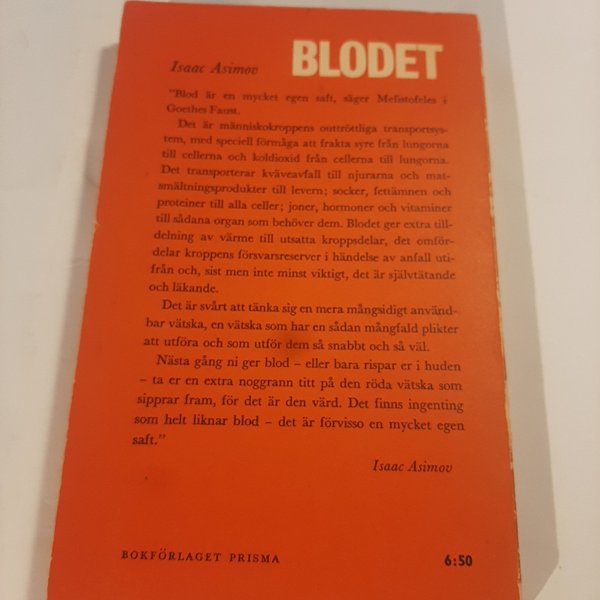 Isaac Asimov BLODET
"Blod är en mycket egen saft, säger Mefistofeles i
Goethes Faust.
Det är människokroppens outtröttliga transportsys-
tem, med speciell förmåga att frakta syre från lungorna
till cellerna och koldioxid från cellerna till lungorna.
Det transporterar kväveavfall till njurarna och mat-
smältningsprodukter till levern; socker, fettämnen och
proteiner till alla celler; joner, hormoner och vitaminer
till sådana organ som behöver dem. Blodet ger extra till-
delning av värme till utsatta kroppsdelar, det omför-
delar kroppens försvarsreserver i händelse av anfall uti-
från och, sist men inte minst viktigt, det är självtätande
och läkande.
Det är svårt att tänka sig en mera mångsidigt använd-
bar vätska, en vätska som har en sådan mångfald plikter
att utföra och som utför dem så snabbt och så väl.
Nästa gång ni ger blod – eller bara rispar er i huden
– ta er en extra noggrann titt på den röda vätska som
sipprar fram, för det är den värd. Det finns ingenting
som helt liknar blod – det är förvisso en mycket egen
saft."
Isaac Asimov
BOKFÖRLAGET PRISMA 6:50